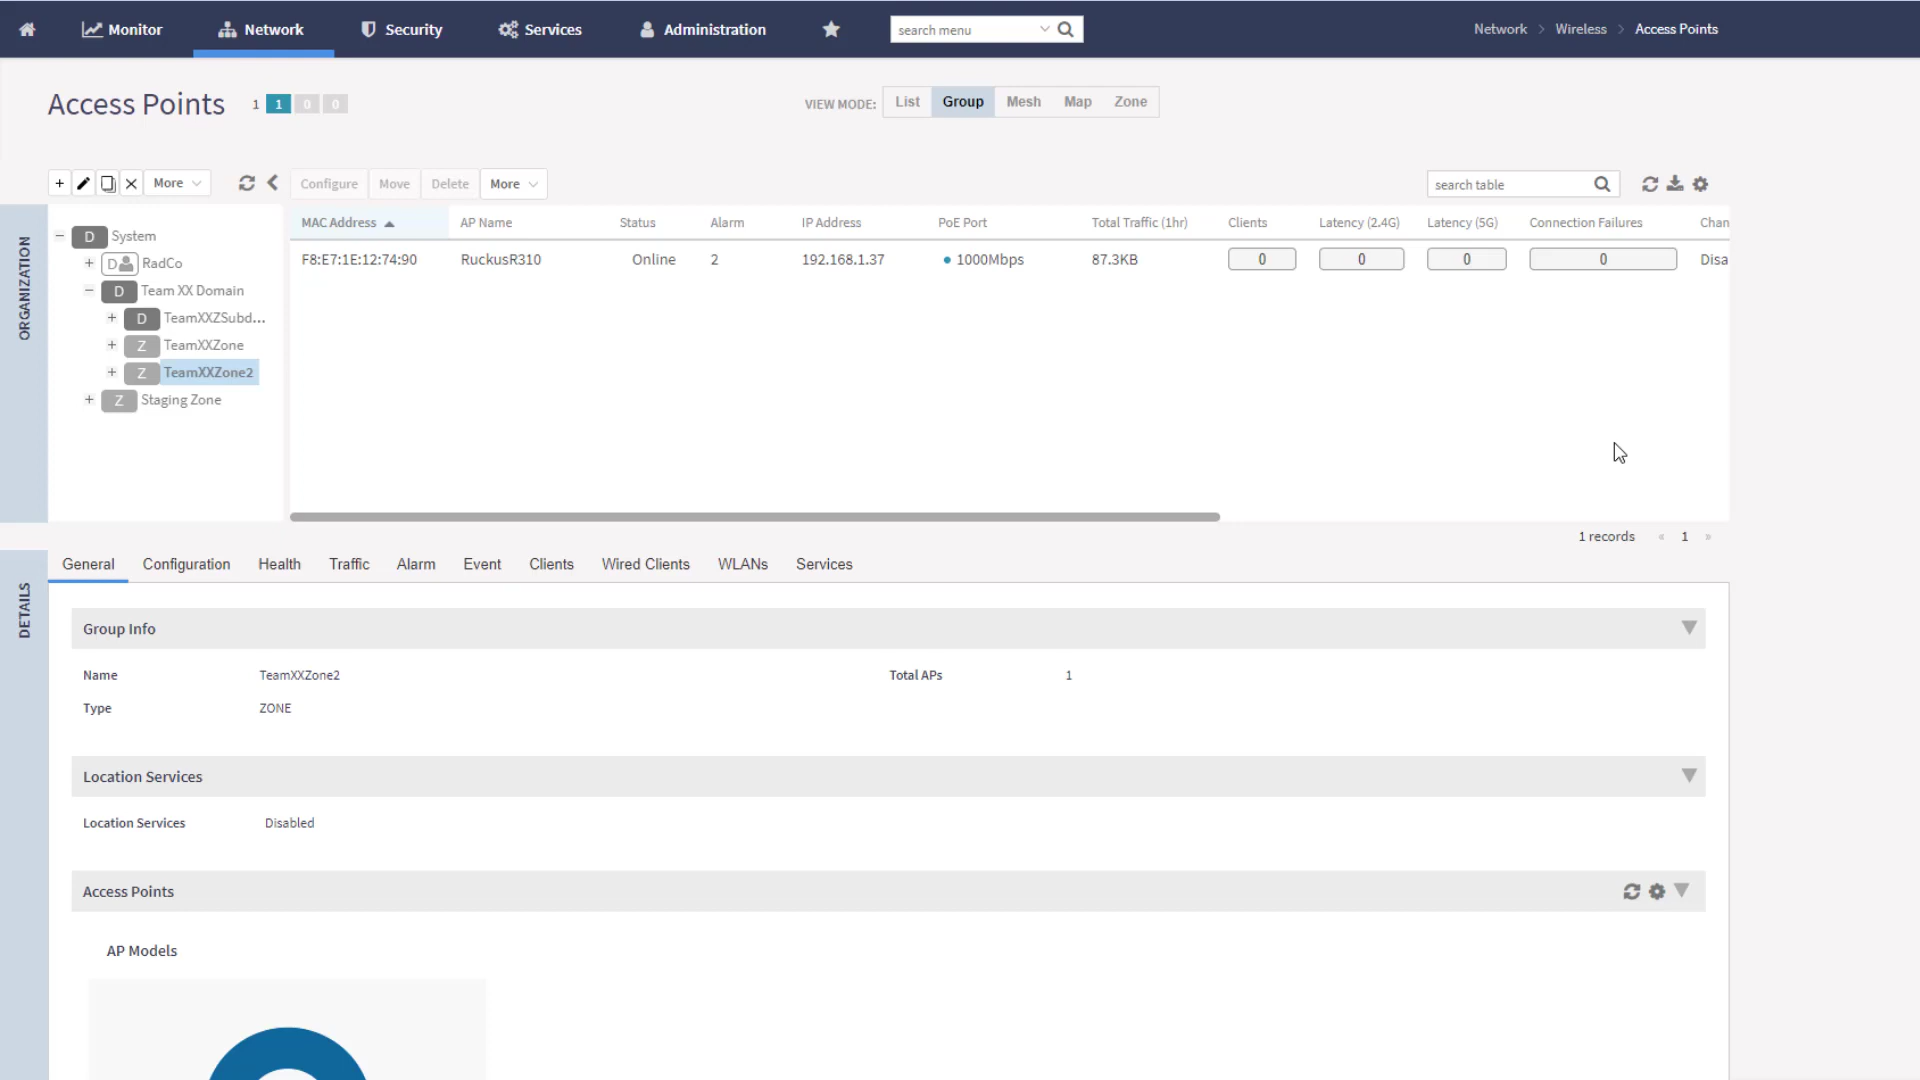 Monitor Network Security Services Administration search menu Network > Wireless > Access Points
Access Points 1 1 0 0 VIEW MODE: List Group Mesh Map Zone
+ More Configure Move Delete More search table
ORGANIZATION
− D System
+ D RadCo
− D Team XX Domain
+ D TeamXXZSubd...
+ Z TeamXXZone
+ Z TeamXXZone2
+ Z Staging Zone
MAC Address AP Name Status Alarm IP Address PoE Port Total Traffic (1hr) Clients Latency (2.4G) Latency (5G) Connection Failures Chan
F8:E7:1E:12:74:90 RuckusR310 Online 2 192.168.1.37 1000Mbps 87.3KB 0 0 0 0 Disa
1 records « 1 »
DETAILS
General Configuration Health Traffic Alarm Event Clients Wired Clients WLANs Services
Group Info
Name TeamXXZone2 Total APs 1
Type ZONE
Location Services
Location Services Disabled
Access Points
AP Models